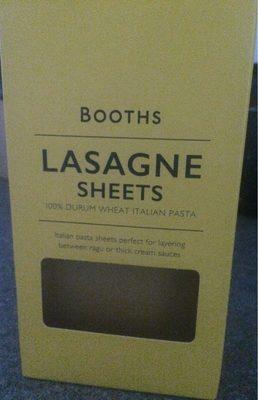 BOOTHS
LASAGNE
SHEETS
100% DURUM WHEAT ITALIAN PASTA
Italian pasta sheets perfect for layering
between ragu or thick cream sauces